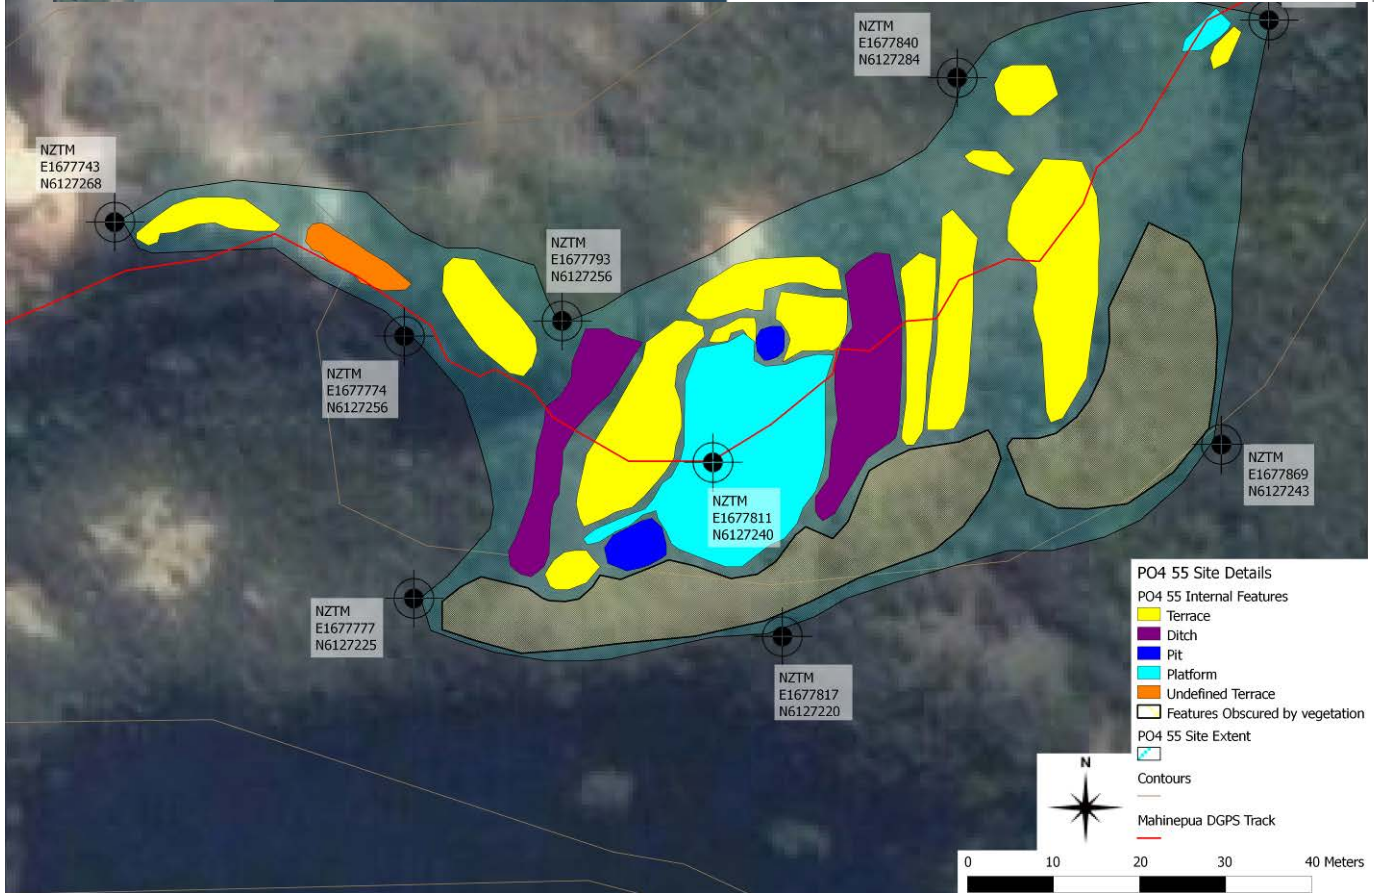 NZTM
E1677840
N6127284
NZTM
E1677743
N6127268
NZTM
E1677793
N6127256
NZTM
E1677774
N6127256
NZTM
E1677869
N6127243
NZTM
E1677811
N6127240
NZTM
E1677777
N6127225
NZTM
E1677817
N6127220
PO4 55 Site Details
PO4 55 Internal Features
Terrace
Ditch
Pit
Platform
Undefined Terrace
Features Obscured by vegetation
PO4 55 Site Extent
Contours
Mahinepua DGPS Track
N
0 10 20 30 40 Meters